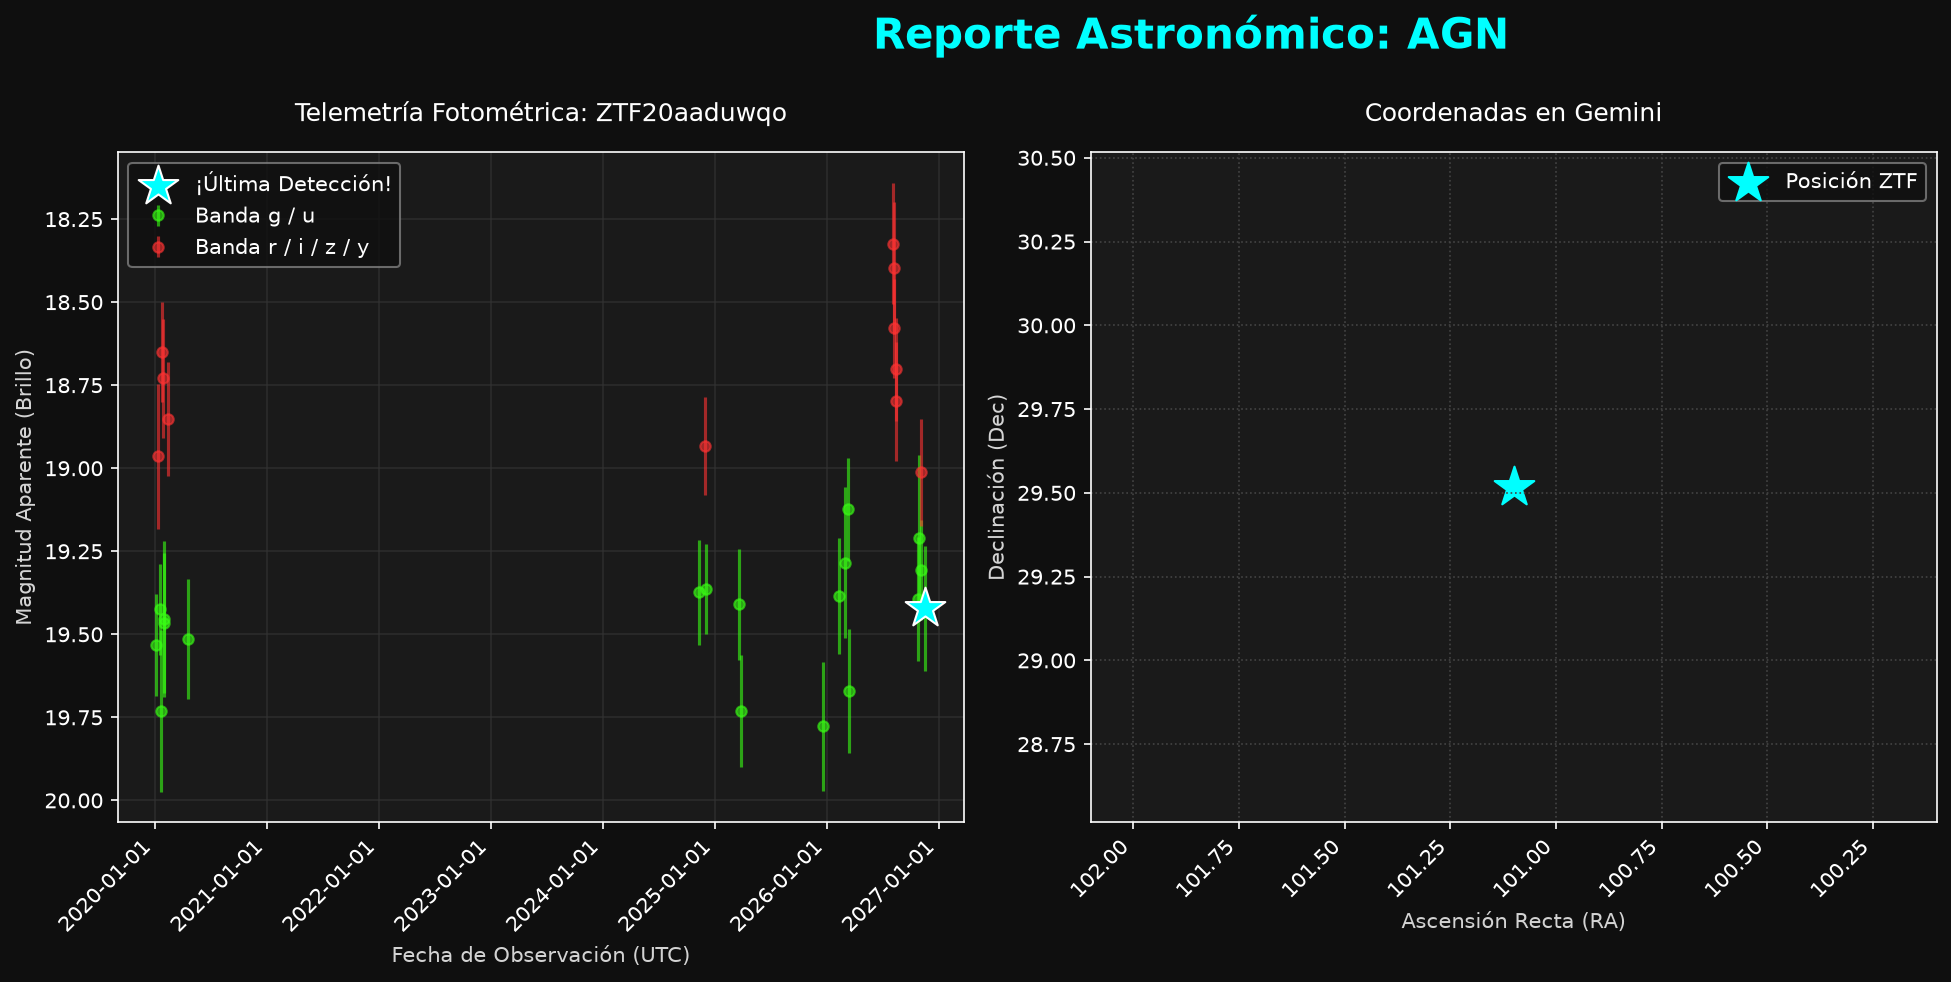 Reporte Astronómico: AGN
Telemetría Fotométrica: ZTF20aaduwqo
¡Última Detección!
Banda g / u
Banda r / i / z / y
Magnitud Aparente (Brillo)
18.25
18.50
18.75
19.00
19.25
19.50
19.75
20.00
2020-01-01
2021-01-01
2022-01-01
2023-01-01
2024-01-01
2025-01-01
2026-01-01
2027-01-01
Fecha de Observación (UTC)
Coordenadas en Gemini
Posición ZTF
Declinación (Dec)
30.50
30.25
30.00
29.75
29.50
29.25
29.00
28.75
102.00
101.75
101.50
101.25
101.00
100.75
100.50
100.25
Ascensión Recta (RA)